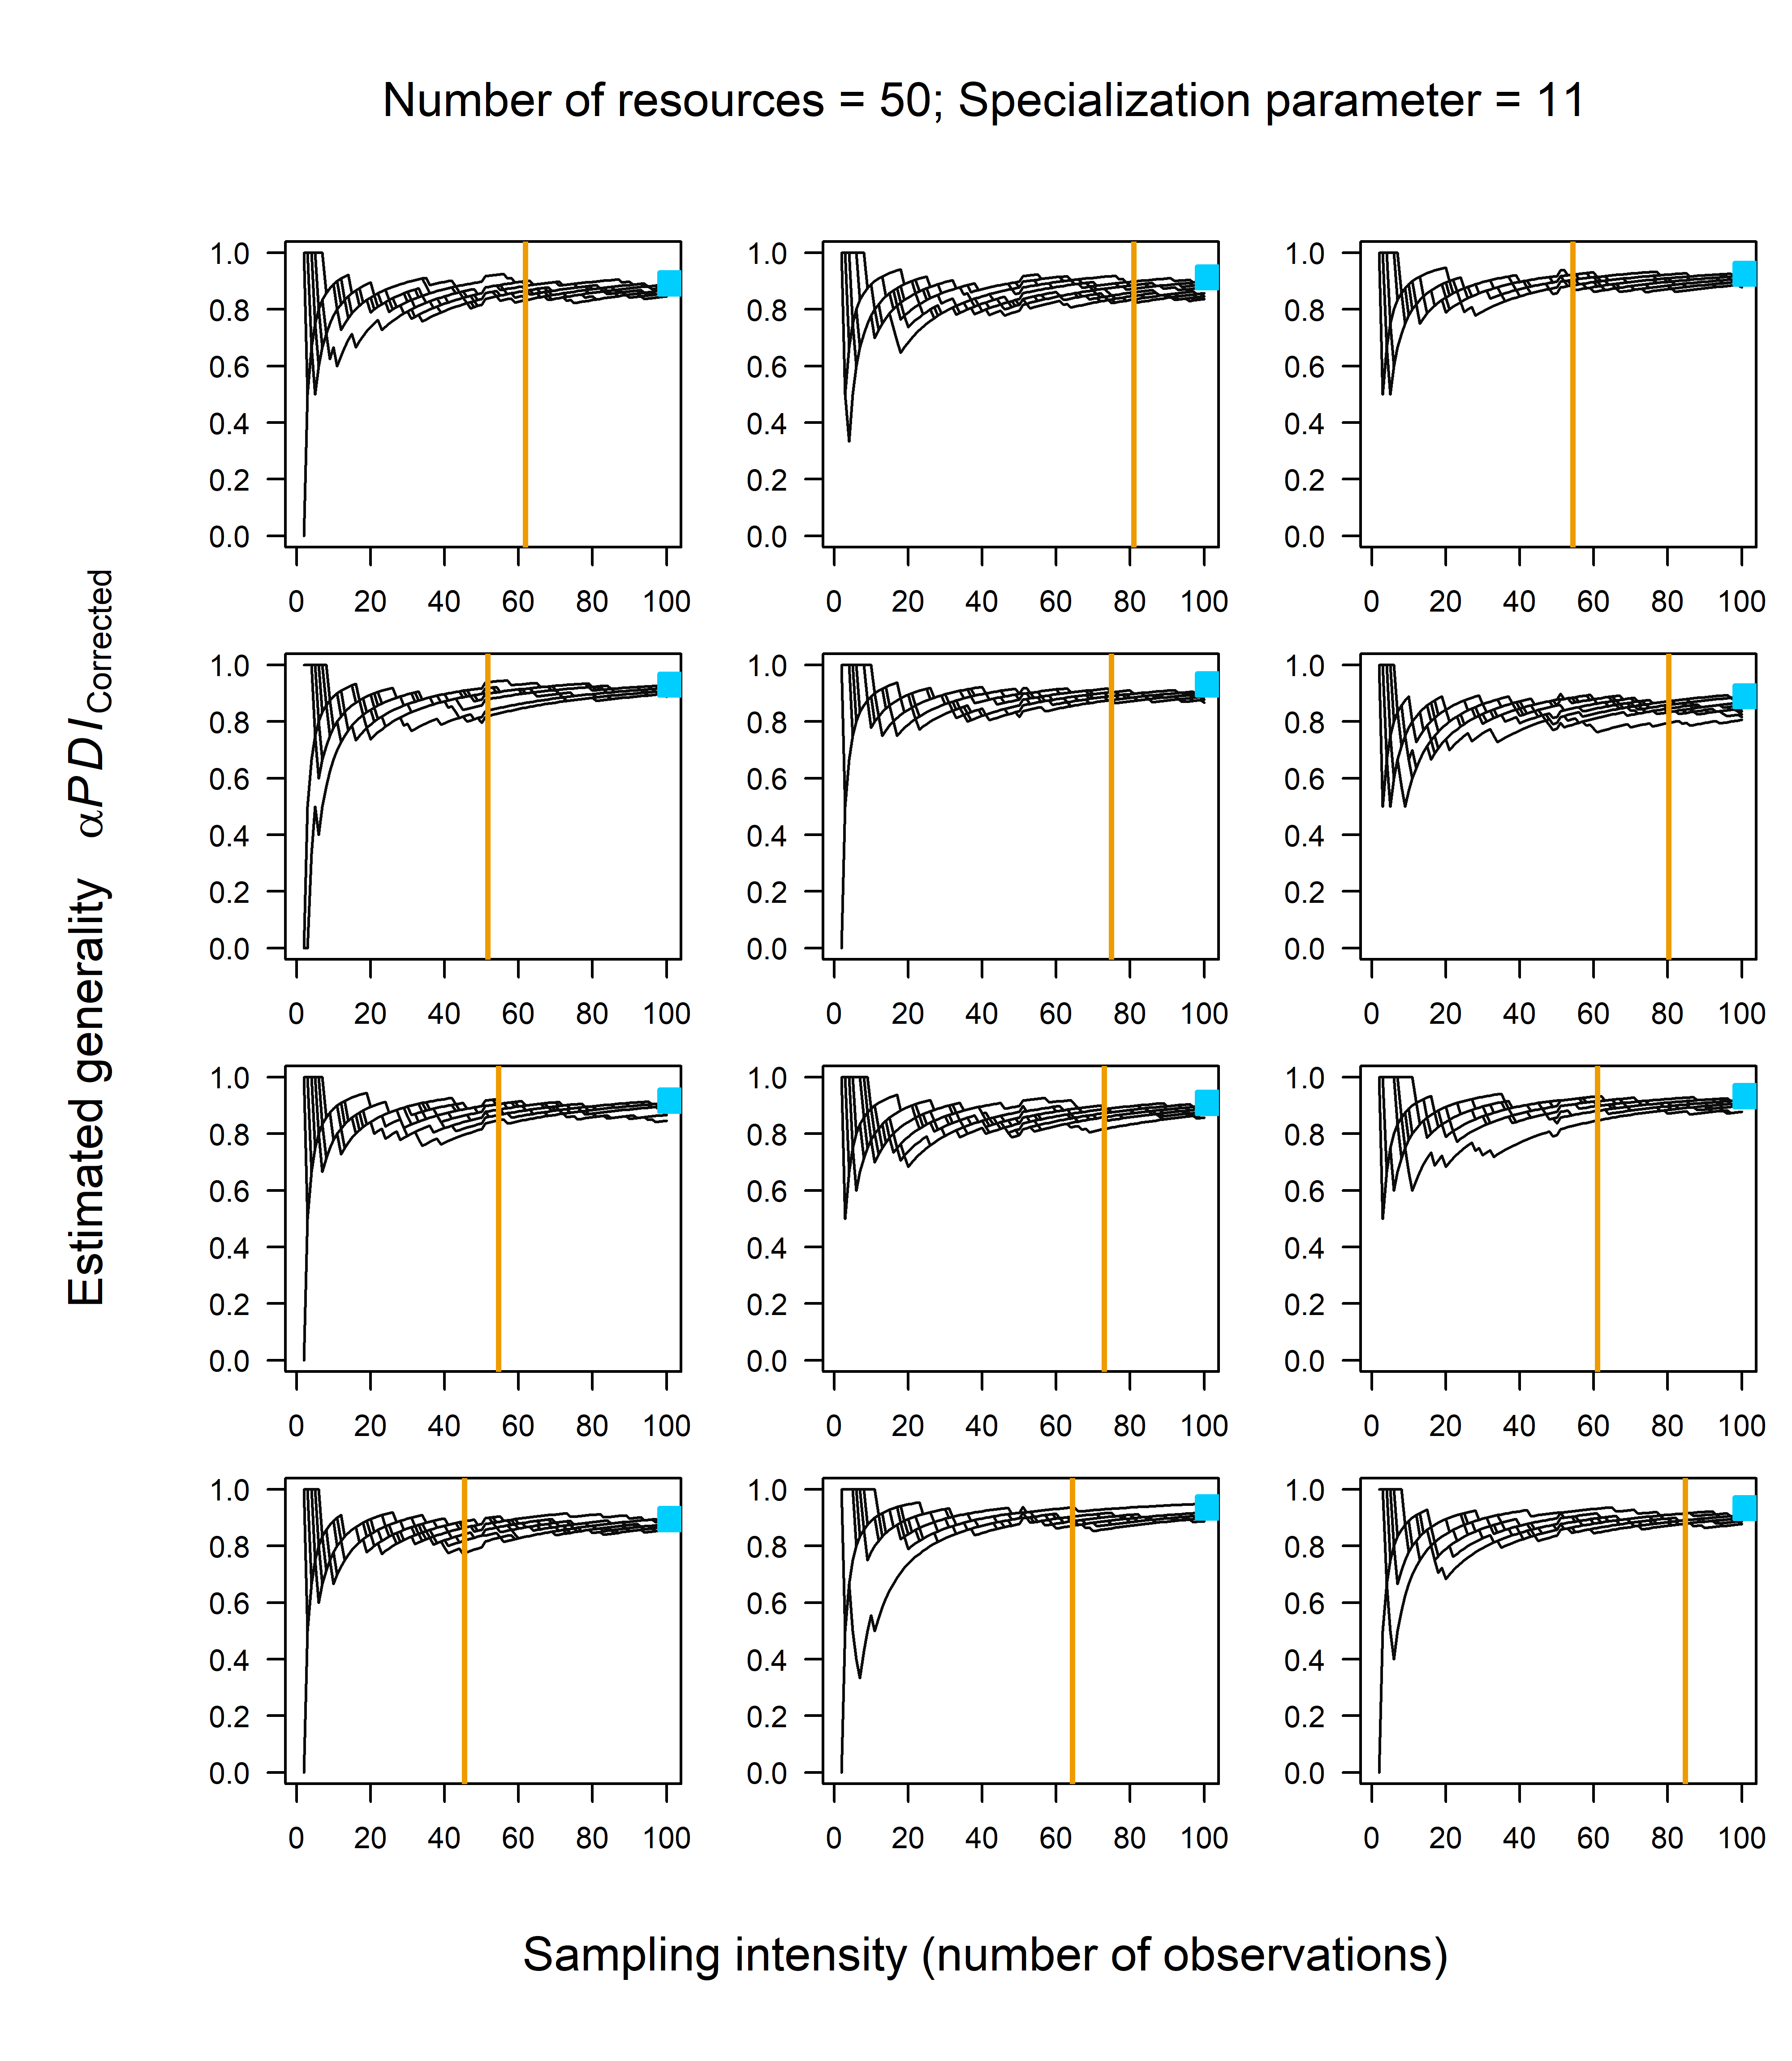 Number of resources = 50; Specialization parameter = 11
1.0 1.0 1.0
0.8 0.8 0.8
0.6 0.6 0.6
0.4 0.4 0.4
0.2 0.2 0.2
0.0 0.0 0.0
0 20 40 60 80 100 0 20 40 60 80 100 0 20 40 60 80 100
1.0 1.0 1.0
0.8 0.8 0.8
0.6 0.6 0.6
0.4 0.4 0.4
0.2 0.2 0.2
0.0 0.0 0.0
0 20 40 60 80 100 0 20 40 60 80 100 0 20 40 60 80 100
Estimated generality αPDI Corrected
1.0 1.0 1.0
0.8 0.8 0.8
0.6 0.6 0.6
0.4 0.4 0.4
0.2 0.2 0.2
0.0 0.0 0.0
0 20 40 60 80 100 0 20 40 60 80 100 0 20 40 60 80 100
1.0 1.0 1.0
0.8 0.8 0.8
0.6 0.6 0.6
0.4 0.4 0.4
0.2 0.2 0.2
0.0 0.0 0.0
0 20 40 60 80 100 0 20 40 60 80 100 0 20 40 60 80 100
Sampling intensity (number of observations)